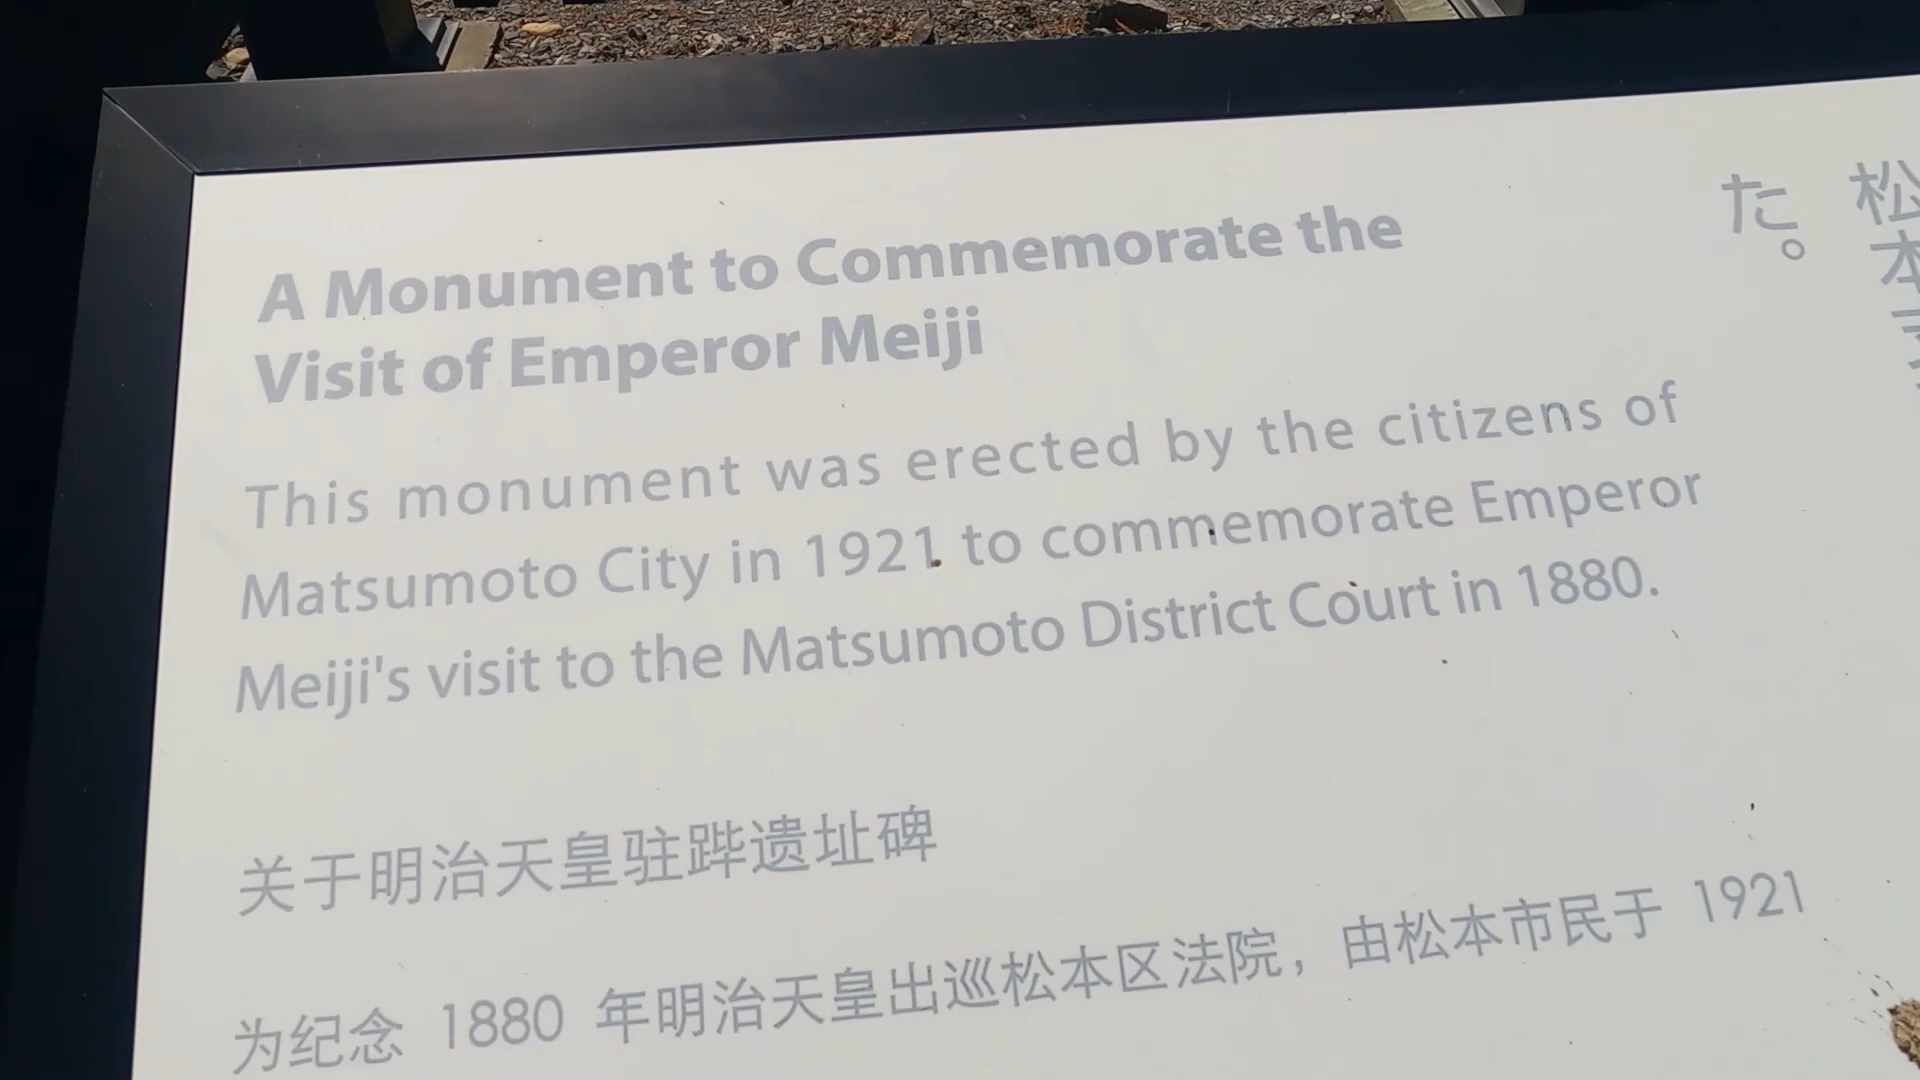 A Monument to Commemorate the
Visit of Emperor Meiji
This monument was erected by the citizens of
Matsumoto City in 1921 to commemorate Emperor
Meiji's visit to the Matsumoto District Court in 1880.
关于明治天皇驻跸遗址碑
为纪念 1880 年明治天皇出巡松本区法院，由松本市民于 1921
た。
松本